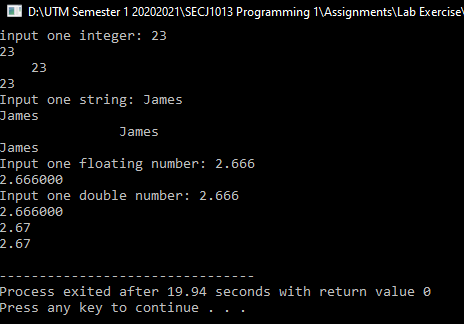 D:\UTM Semester 1 20202021\SECJ1013 Programming 1\Assignments\Lab Exercise\
input one integer: 23
23
    23
23
Input one string: James
James
               James
James
Input one floating number: 2.666
2.666000
Input one double number: 2.666
2.666000
2.67
2.67

--------------------------------
Process exited after 19.94 seconds with return value 0
Press any key to continue . . .